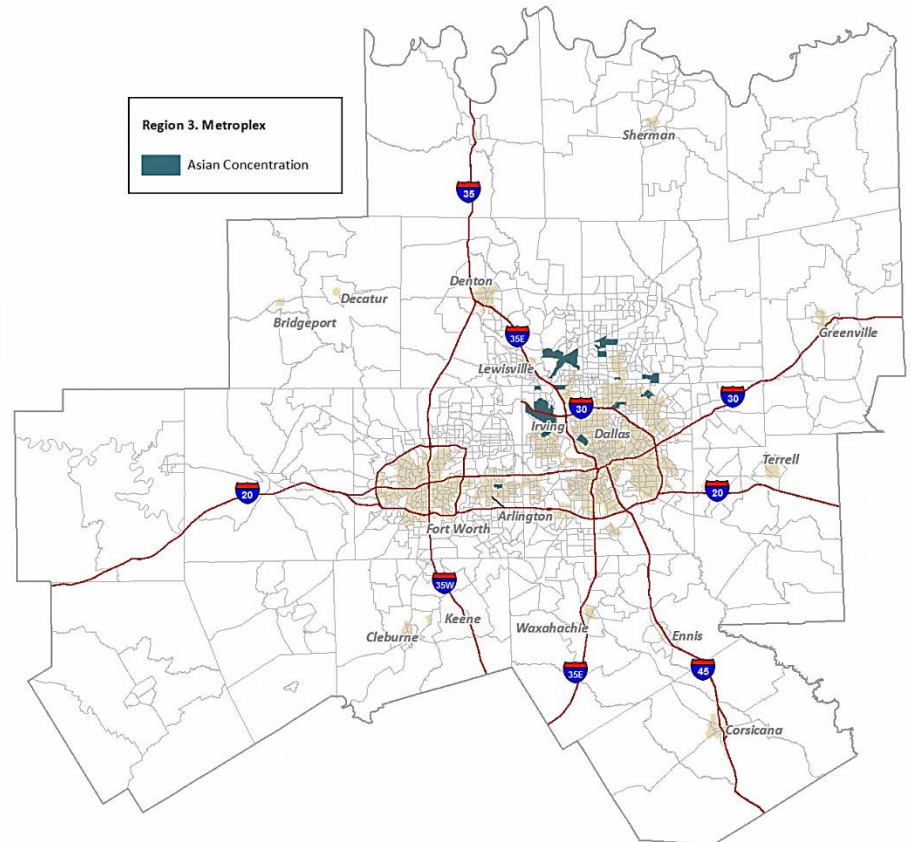 Region 3. Metroplex
Asian Concentration
Sherman
35
Denton
Decatur
Bridgeport
35E
Greenville
Lewisville
30
30
Irving
Dallas
Terrell
20
20
Arlington
Fort Worth
35W
Keene
Waxahachie
Cleburne
Ennis
35E
45
Corsicana